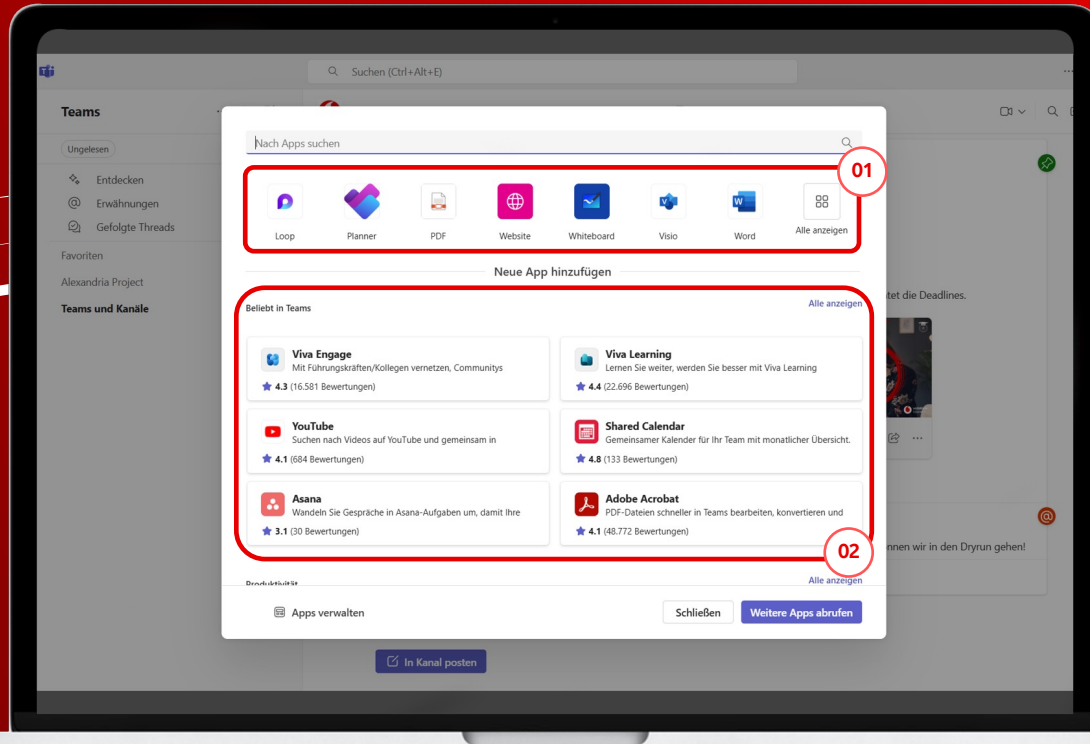 Suchen (Ctrl+Alt+E)
Teams
Ungelesen
Entdecken
Erwähnungen
Gefolgte Threads
Favoriten
Alexandria Project
Teams und Kanäle
Nach Apps suchen
01
Loop
Planner
PDF
Website
Whiteboard
Visio
Word
Alle anzeigen
Neue App hinzufügen
Beliebt in Teams
Alle anzeigen
Viva Engage
Mit Führungskräften/Kollegen vernetzen, Communitys
4.3 (16.581 Bewertungen)
Viva Learning
Lernen Sie weiter, werden Sie besser mit Viva Learning
4.4 (22.696 Bewertungen)
YouTube
Suchen nach Videos auf YouTube und gemeinsam in
4.1 (684 Bewertungen)
Shared Calendar
Gemeinsamer Kalender für Ihr Team mit monatlicher Übersicht.
4.8 (133 Bewertungen)
Asana
Wandeln Sie Gespräche in Asana-Aufgaben um, damit Ihre
3.1 (30 Bewertungen)
Adobe Acrobat
PDF-Dateien schneller in Teams bearbeiten, konvertieren und
4.1 (48.772 Bewertungen)
02
Produktivität
Alle anzeigen
Apps verwalten
Schließen
Weitere Apps abrufen
die Deadlines.
wir in den Dryrun gehen!
In Kanal posten